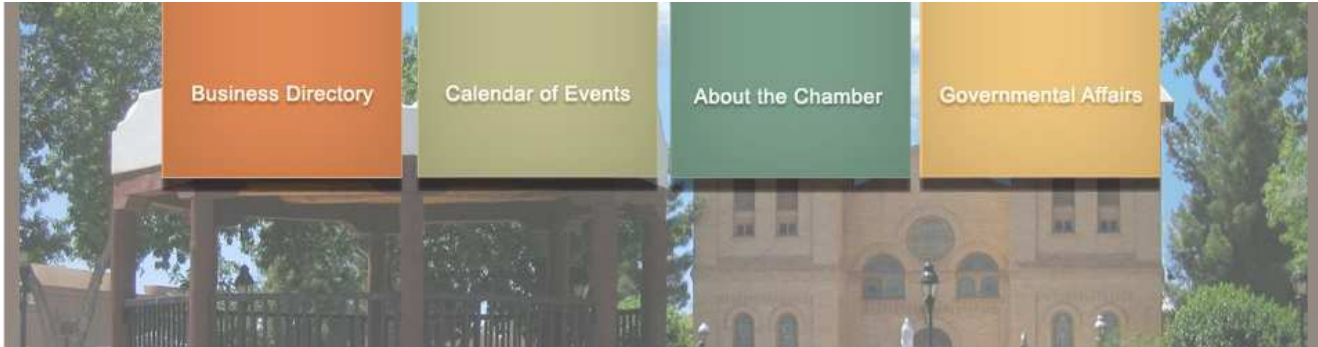 Business Directory
Calendar of Events
About the Chamber
Governmental Affairs